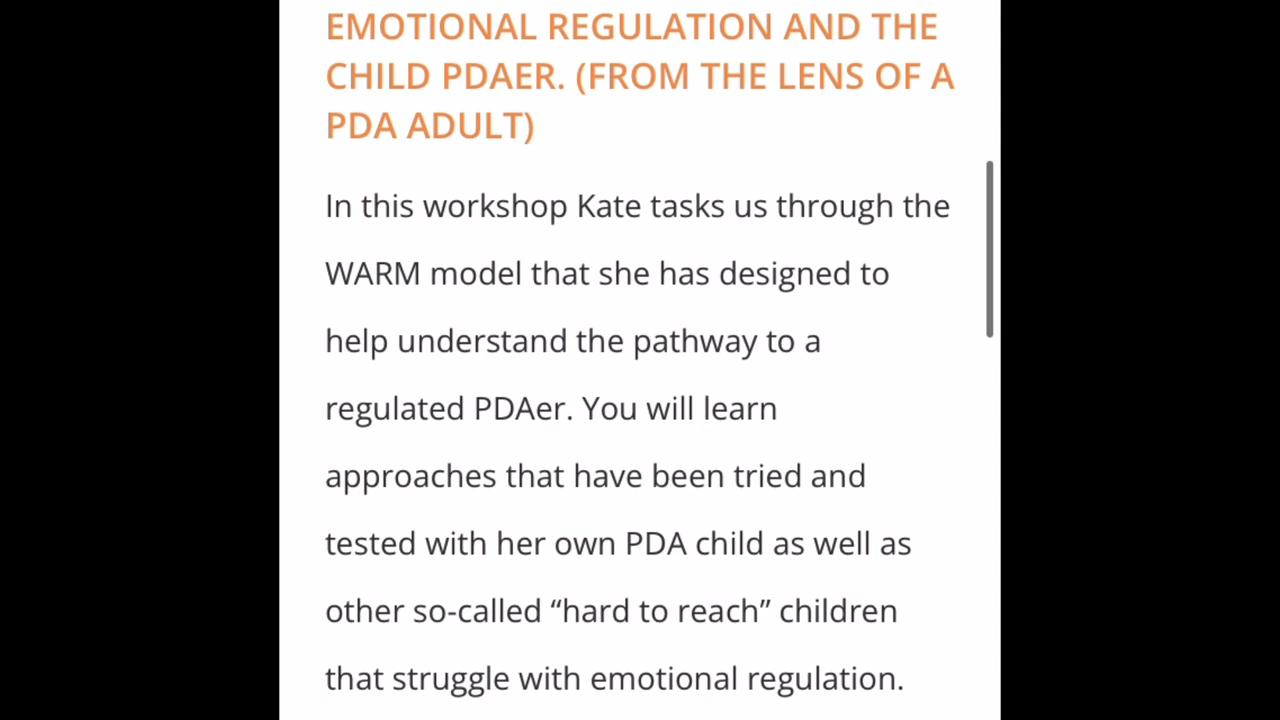 EMOTIONAL REGULATION AND THE
CHILD PDAER. (FROM THE LENS OF A
PDA ADULT)
In this workshop Kate tasks us through the
WARM model that she has designed to
help understand the pathway to a
regulated PDAer. You will learn
approaches that have been tried and
tested with her own PDA child as well as
other so-called “hard to reach” children
that struggle with emotional regulation.